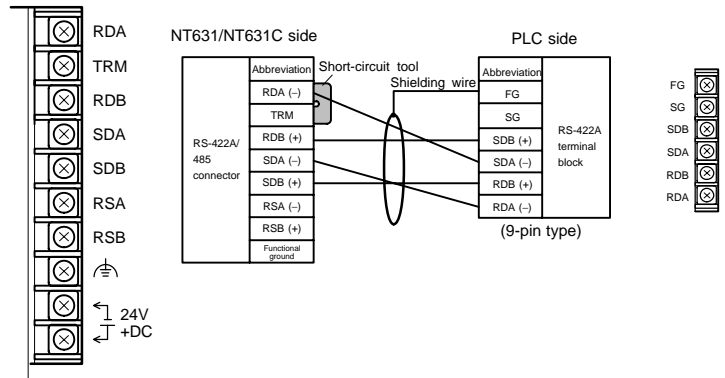 RDA
TRM
RDB
SDA
SDB
RSA
RSB
24V
+DC
NT631/NT631C side
Abbreviation
RDA (–)
TRM
RDB (+)
SDA (–)
SDB (+)
RSA (–)
RSB (+)
Functional
ground
RS-422A/
485
connector
Short-circuit tool
Shielding wire
PLC side
Abbreviation
FG
SG
SDB (+)
SDA (–)
RDB (+)
RDA (–)
RS-422A
terminal
block
(9-pin type)
FG
SG
SDB
SDA
RDB
RDA